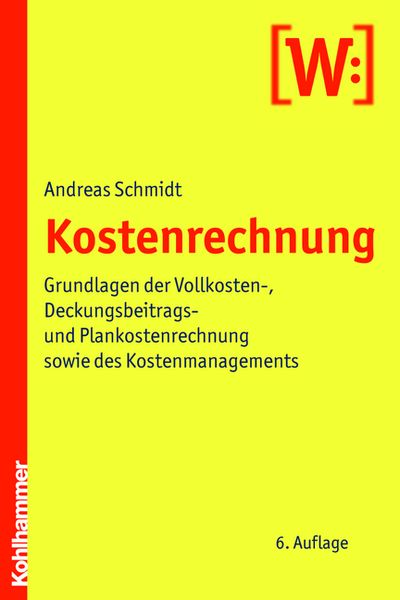 [W:]
Andreas Schmidt
Kostenrechnung
Grundlagen der Vollkosten-,
Deckungsbeitrags-
und Plankostenrechnung
sowie des Kostenmanagements
6. Auflage
Kohlhammer